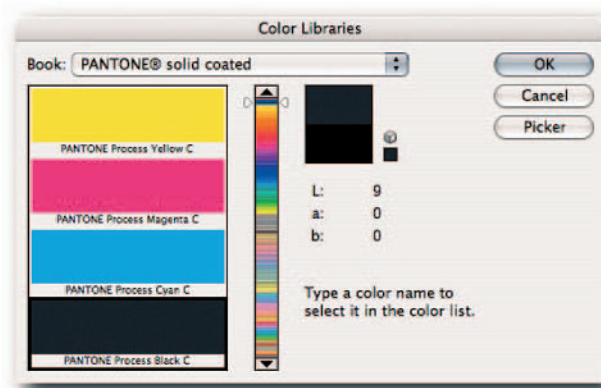 Color Libraries
Book: PANTONE® solid coated
OK
Cancel
Picker
PANTONE Process Yellow C
PANTONE Process Magenta C
PANTONE Process Cyan C
PANTONE Process Black C
L: 9
a: 0
b: 0
Type a color name to
select it in the color list.